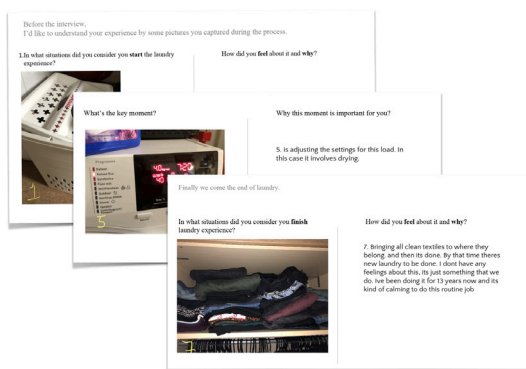 Before the interview,
I'd like to understand your experience by some pictures you captured during the process.
1.In what situations did you consider you start the laundry
experience?
How did you feel about it and why?
1
What's the key moment?
Why this moment is important for you?
5. is adjusting the settings for this load. In
this case it involves drying.
Programme
40
720
5
Finally we come the end of laundry.
In what situations did you consider you finish
laundry experience?
How did you feel about it and why?
7. Bringing all clean textiles to where they
belong. and then its done. By that time theres
new laundry to be done. I dont have any
feelings about this, its just something that we
do. Ive been doing it for 13 years now and its
kind of calming to do this routine job
7